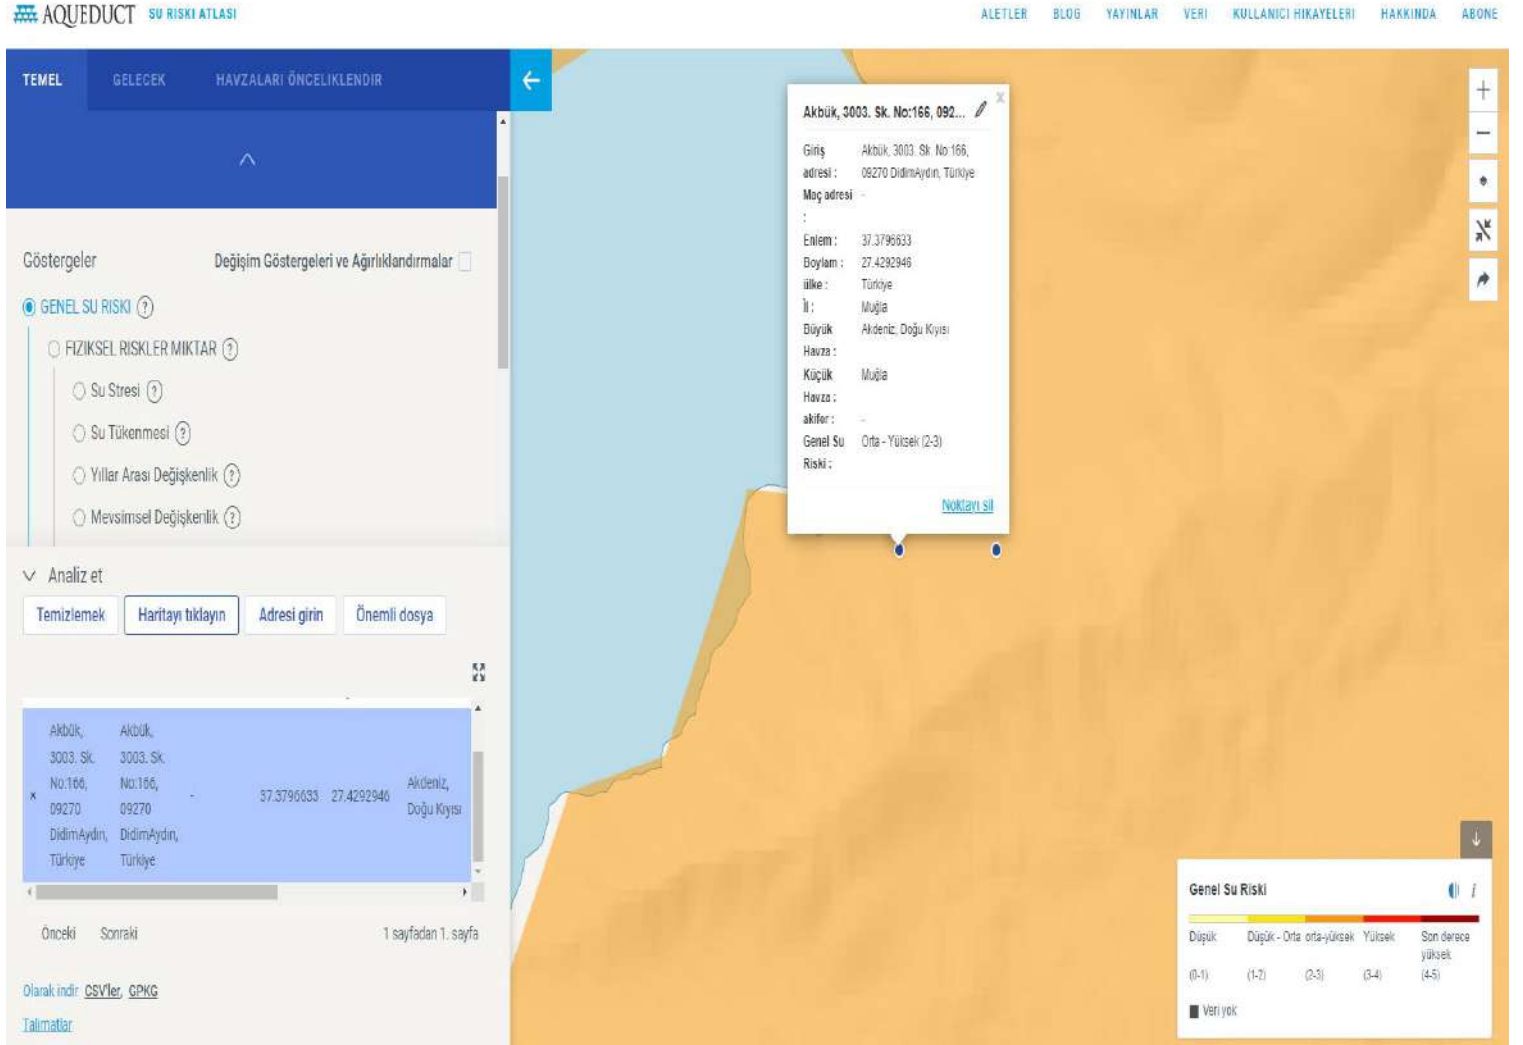 AQUEDUCT SU RISKI ATLASI
ALETLER BLOG YAYINLAR VERI KULLANICI HIKAYELERI HAKKINDA ABONE
TEMEL GELECEK HAVZALARI ÖNCELIKLENDIR
Göstergeler Değişim Göstergeleri ve Ağırlıklandırmalar
GENEL SU RISKI ?
FIZIKSEL RISKLER MIKTAR ?
Su Stresi ?
Su Tükenmesi ?
Yıllar Arası Değişkenlik ?
Mevsimsel Değişkenlik ?
Analiz et
Temizlemek Haritayı tıklayın Adresi girin Önemli dosya
Akbük, Akbük,
3003. Sk. 3003. Sk.
No:166, No:166, Akdeniz,
x 09270 09270 - 37.3796633 27.4292946 Doğu Kıyısı
DidimAydın, DidimAydın,
Türkiye Türkiye
Önceki Sonraki 1 sayfadan 1. sayfa
Olarak indir CSV'ler, GPKG
Talimatlar
Akbük, 3003. Sk. No:166, 092... x
Giriş Akbük, 3003. Sk. No:166,
adresi : 09270 DidimAydın, Türkiye
Maç adresi -
:
Enlem : 37.3796633
Boylam : 27.4292946
ülke : Türkiye
İl : Muğla
Büyük Akdeniz, Doğu Kıyısı
Havza :
Küçük Muğla
Havza :
akifer : -
Genel Su Orta - Yüksek (2-3)
Riski :
Noktayı sil
Genel Su Riski i
Düşük Düşük - Orta orta-yüksek Yüksek Son derece
yüksek
(0-1) (1-2) (2-3) (3-4) (4-5)
Veri yok